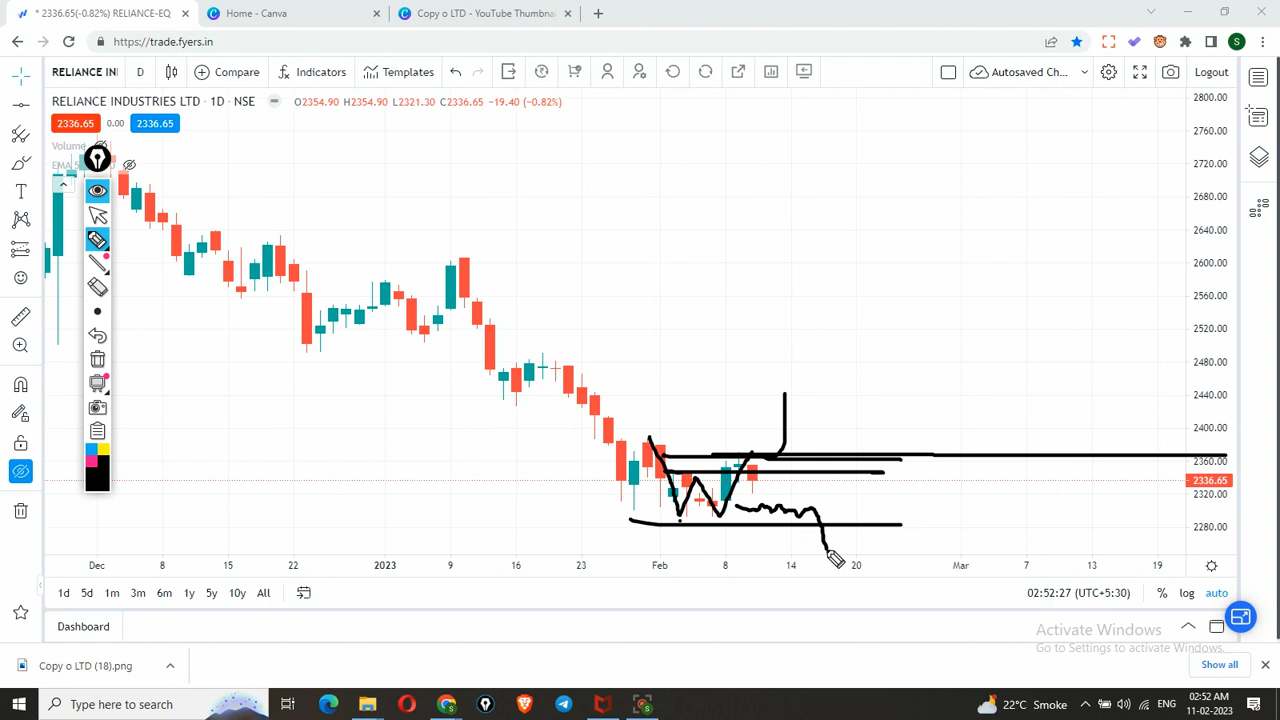 * 2336.65(-0.82%) RELIANCE-EQ
Home - Canva
Copy o LTD - YouTube Thumbna
https://trade.fyers.in
S
RELIANCE IN
D
Compare
Indicators
Templates
Autosaved Ch...
Logout
RELIANCE INDUSTRIES LTD · 1D · NSE
O2354.90 H2354.90 L2321.30 C2336.65 -19.40 (-0.82%)
2336.65
0.00
2336.65
Volume
EMA 5
2800.00
2760.00
2720.00
2680.00
2640.00
2600.00
2560.00
2520.00
2480.00
2440.00
2400.00
2360.00
2336.65
2320.00
2280.00
Dec
8
15
22
2023
9
16
23
Feb
8
14
20
Mar
7
13
19
1d
5d
1m
3m
6m
1y
5y
10y
All
02:52:27 (UTC+5:30)
%
log
auto
Dashboard
Activate Windows
Go to Settings to activate Windows.
Copy o LTD (18).png
Show all
Type here to search
22°C Smoke
ENG
02:52 AM
11-02-2023